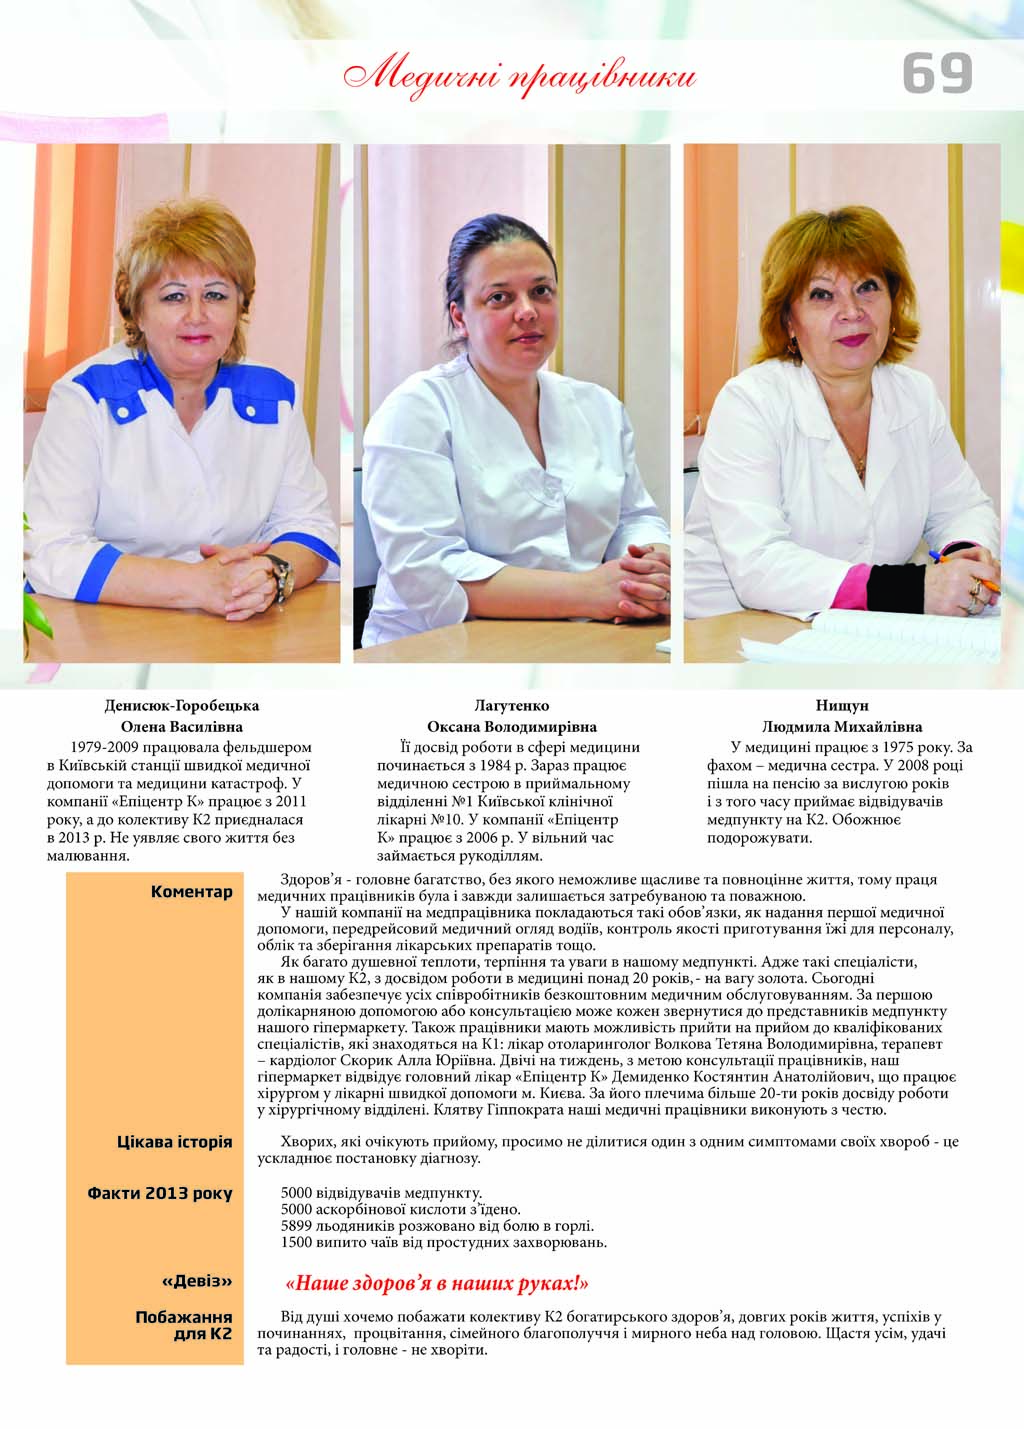 Медичні працівники
69
Денисюк-Горобецька
Олена Василівна
1979-2009 працювала фельдшером
в Київській станції швидкої медичної
допомоги та медицини катастроф. У
компанії «Епіцентр К» працює з 2011
року, а до колективу К2 приєдналася
в 2013 р. Не уявляє свого життя без
малювання.
Лагутенко
Оксана Володимирівна
Її досвід роботи в сфері медицини
починається з 1984 р. Зараз працює
медичною сестрою в приймальному
відділенні №1 Київської клінічної
лікарні №10. У компанії «Епіцентр
К» працює з 2006 р. У вільний час
займається рукоділлям.
Нищун
Людмила Михайлівна
У медицині працює з 1975 року. За
фахом – медична сестра. У 2008 році
пішла на пенсію за вислугою років
і з того часу приймає відвідувачів
медпункту на К2. Обожнює
подорожувати.
Коментар
Здоров’я - головне багатство, без якого неможливе щасливе та повноцінне життя, тому праця
медичних працівників була і завжди залишається затребуваною та поважною.
У нашій компанії на медпрацівника покладаються такі обов’язки, як надання першої медичної
допомоги, передрейсовий медичний огляд водіїв, контроль якості приготування їжі для персоналу,
облік та зберігання лікарських препаратів тощо.
Як багато душевної теплоти, терпіння та уваги в нашому медпункті. Адже такі спеціалісти,
як в нашому К2, з досвідом роботи в медицині понад 20 років,- на вагу золота. Сьогодні
компанія забезпечує усіх співробітників безкоштовним медичним обслуговуванням. За першою
долікарняною допомогою або консультацією може кожен звернутися до представників медпункту
нашого гіпермаркету. Також працівники мають можливість прийти на прийом до кваліфікованих
спеціалістів, які знаходяться на К1: лікар отоларинголог Волкова Тетяна Володимирівна, терапевт
– кардіолог Скорик Алла Юріївна. Двічі на тиждень, з метою консультації працівників, наш
гіпермаркет відвідує головний лікар «Епіцентр К» Демиденко Костянтин Анатолійович, що працює
хірургом у лікарні швидкої допомоги м. Києва. За його плечима більше 20-ти років досвіду роботи
у хірургічному відділені. Клятву Гіппократа наші медичні працівники виконують з честю.
Цікава історія
Хворих, які очікують прийому, просимо не ділитися один з одним симптомами своїх хвороб - це
ускладнює постановку діагнозу.
Факти 2013 року
5000 відвідувачів медпункту.
5000 аскорбінової кислоти з’їдено.
5899 льодяників розжовано від болю в горлі.
1500 випито чаїв від простудних захворювань.
«Девіз»
«Наше здоров’я в наших руках!»
Побажання
для К2
Від душі хочемо побажати колективу К2 богатирського здоров’я, довгих років життя, успіхів у
починаннях, процвітання, сімейного благополуччя і мирного неба над головою. Щастя усім, удачі
та радості, і головне - не хворіти.